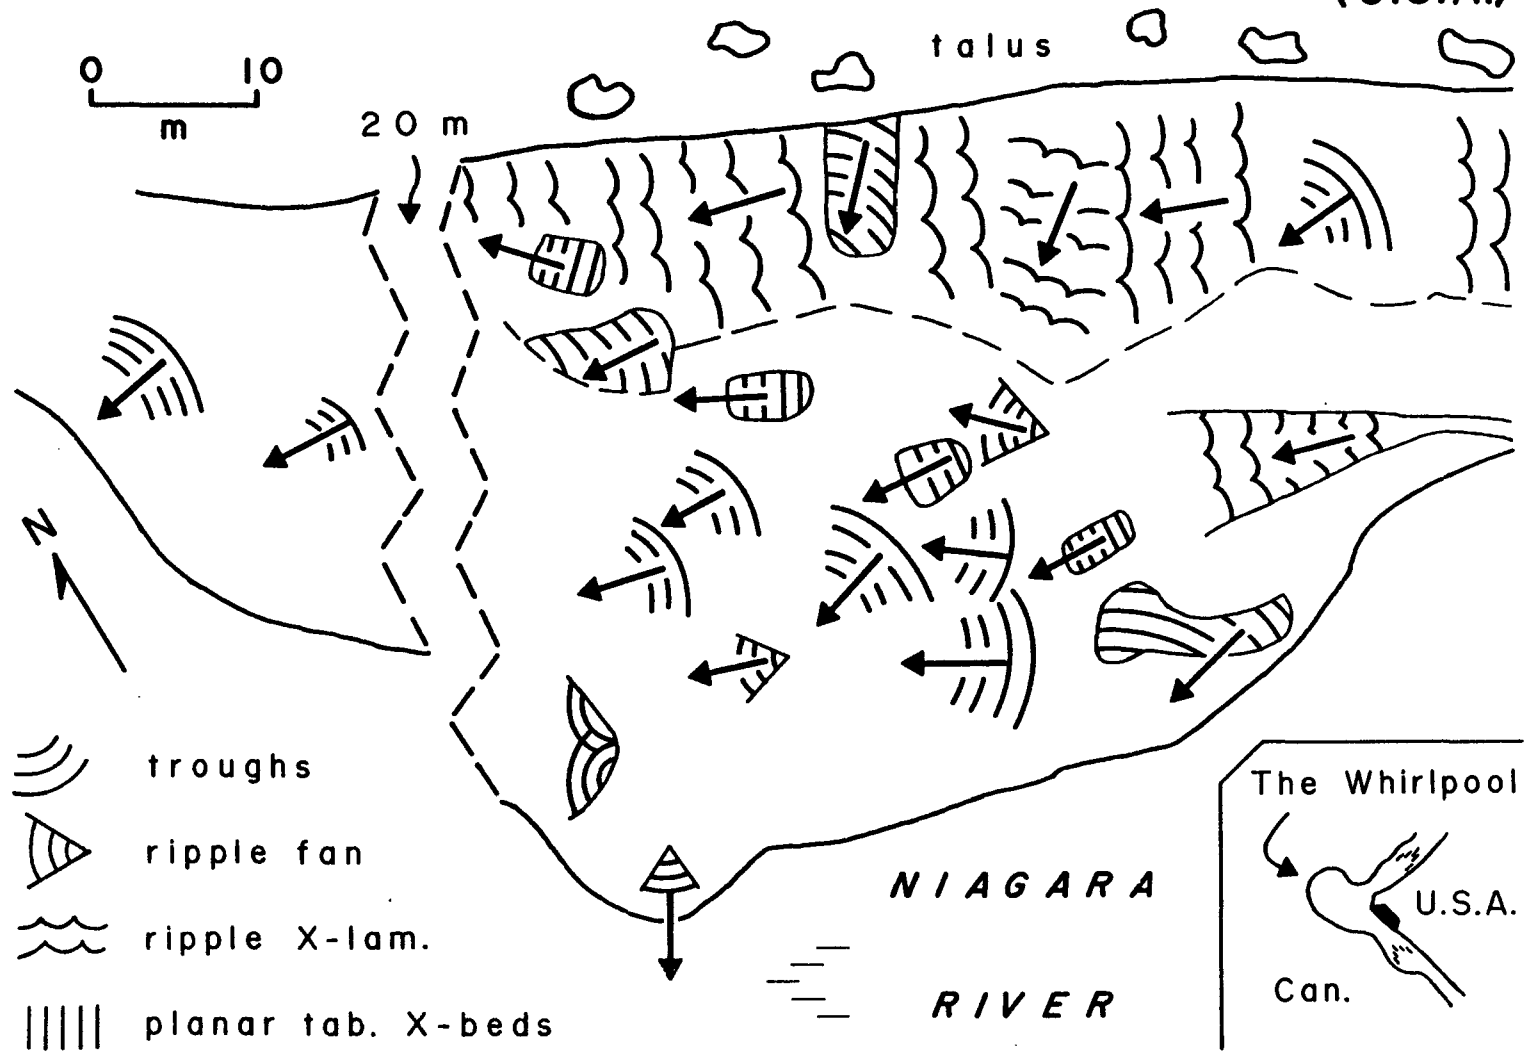 talus
0 10
m
20 m
N
troughs
ripple fan
ripple X-lam.
planar tab. X-beds
NIAGARA
RIVER
The Whirlpool
U.S.A.
Can.